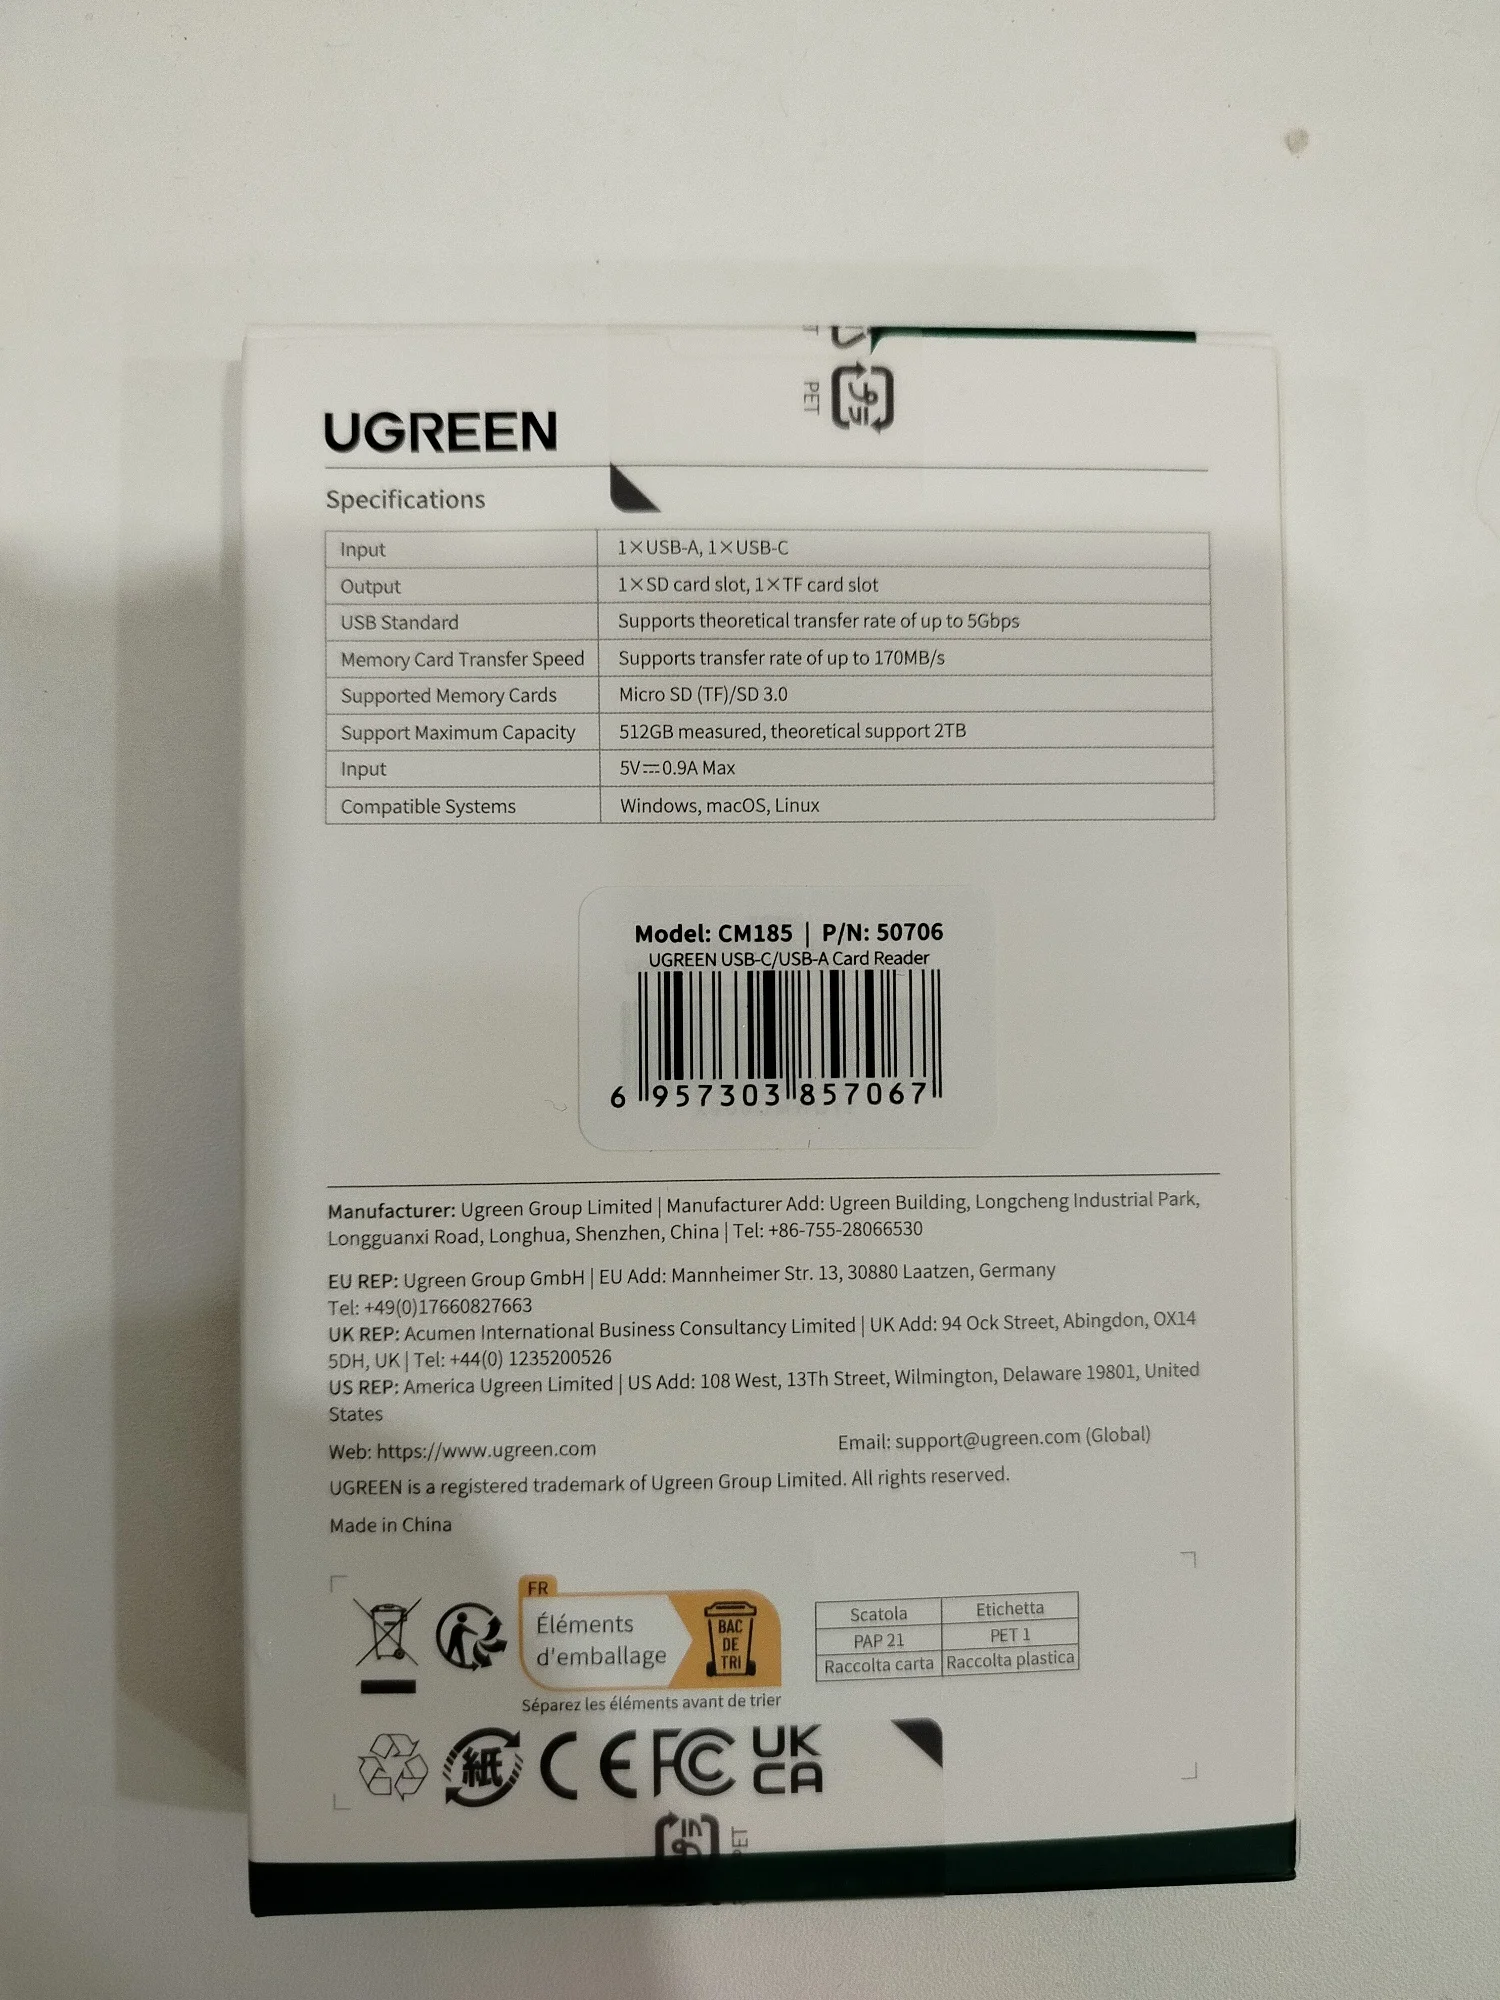 PET
UGREEN
Specifications
Input 1×USB-A, 1×USB-C
Output 1×SD card slot, 1×TF card slot
USB Standard Supports theoretical transfer rate of up to 5Gbps
Memory Card Transfer Speed Supports transfer rate of up to 170MB/s
Supported Memory Cards Micro SD (TF)/SD 3.0
Support Maximum Capacity 512GB measured, theoretical support 2TB
Input 5V⎓0.9A Max
Compatible Systems Windows, macOS, Linux
Model: CM185 | P/N: 50706
UGREEN USB-C/USB-A Card Reader
6 957303 857067
Manufacturer: Ugreen Group Limited | Manufacturer Add: Ugreen Building, Longcheng Industrial Park,
Longguanxi Road, Longhua, Shenzhen, China | Tel: +86-755-28066530
EU REP: Ugreen Group GmbH | EU Add: Mannheimer Str. 13, 30880 Laatzen, Germany
Tel: +49(0)17660827663
UK REP: Acumen International Business Consultancy Limited | UK Add: 94 Ock Street, Abingdon, OX14
5DH, UK | Tel: +44(0) 1235200526
US REP: America Ugreen Limited | US Add: 108 West, 13Th Street, Wilmington, Delaware 19801, United
States
Web: https://www.ugreen.com Email: support@ugreen.com (Global)
UGREEN is a registered trademark of Ugreen Group Limited. All rights reserved.
Made in China
FR
Éléments
d'emballage
BAC
DE
TRI
Séparez les éléments avant de trier
Scatola Etichetta
PAP 21 PET 1
Raccolta carta Raccolta plastica
紙 CE FC UK
CA
PET